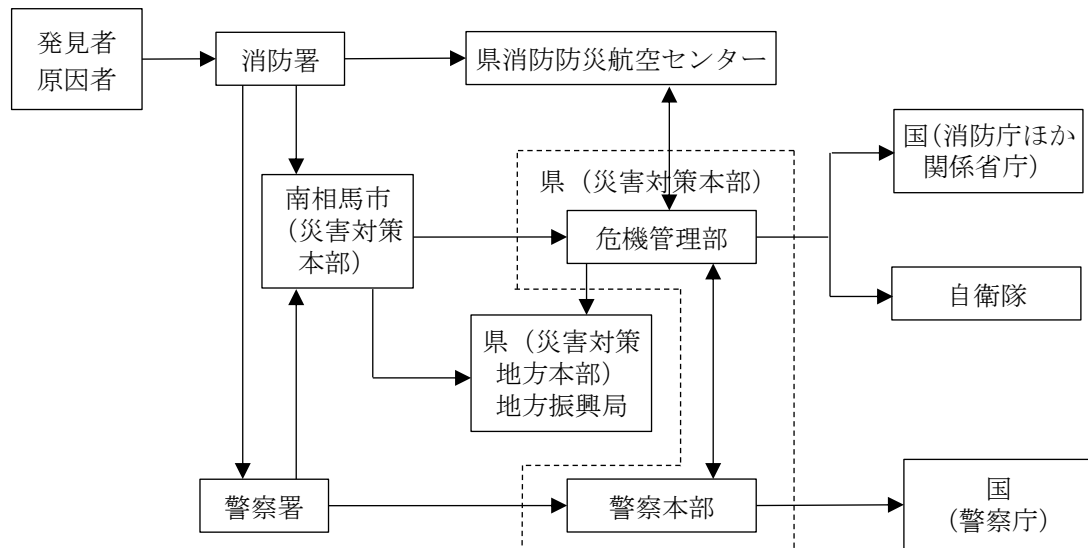 発見者
原因者
消防署
県消防防災航空センター
国(消防庁ほか
関係省庁)
県（災害対策本部）
南相馬市
（災害対策
本部）
危機管理部
自衛隊
県（災害対策
地方本部）
地方振興局
警察署
警察本部
国
（警察庁）